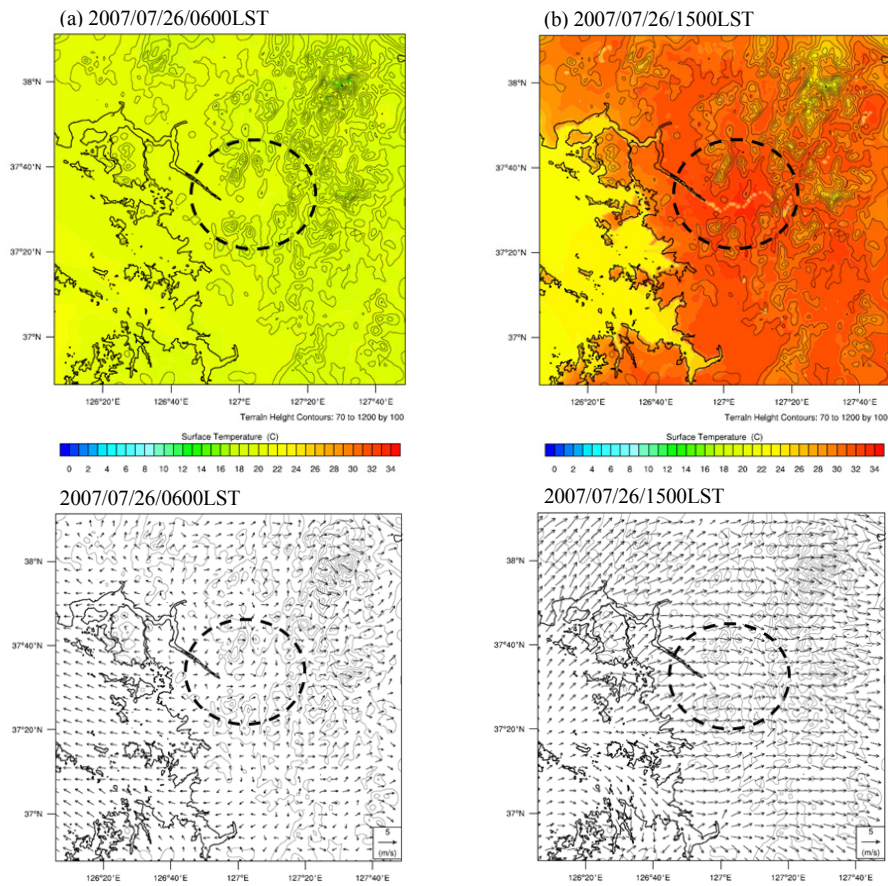 (a) 2007/07/26/0600LST
(b) 2007/07/26/1500LST
38°N
37°40'N
37°20'N
37°N
126°20'E 126°40'E 127°E 127°20'E 127°40'E
Terrain Height Contours: 70 to 1200 by 100
Surface Temperature (C)
0 2 4 6 8 10 12 14 16 18 20 22 24 26 28 30 32 34
38°N
37°40'N
37°20'N
37°N
126°20'E 126°40'E 127°E 127°20'E 127°40'E
Terrain Height Contours: 70 to 1200 by 100
Surface Temperature (C)
0 2 4 6 8 10 12 14 16 18 20 22 24 26 28 30 32 34
2007/07/26/0600LST
2007/07/26/1500LST
38°N
37°40'N
37°20'N
37°N
5
(m/s)
126°20'E 126°40'E 127°E 127°20'E 127°40'E
38°N
37°40'N
37°20'N
37°N
5
(m/s)
126°20'E 126°40'E 127°E 127°20'E 127°40'E